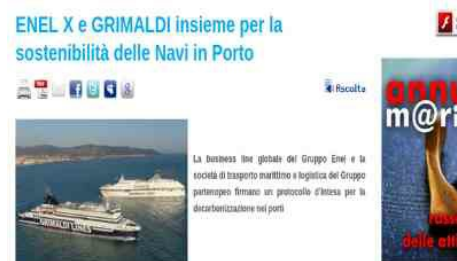 ENEL X e GRIMALDI insieme per la
sostenibilità delle Navi in Porto
Ascolta
La business line globale del Gruppo Enel e la
società di trasporto marittimo e logistica del Gruppo
partenopeo firmano un protocollo d'intesa per la
decarbonizzazione nei porti
GRIMALDI LINES
m@ri
delle atti